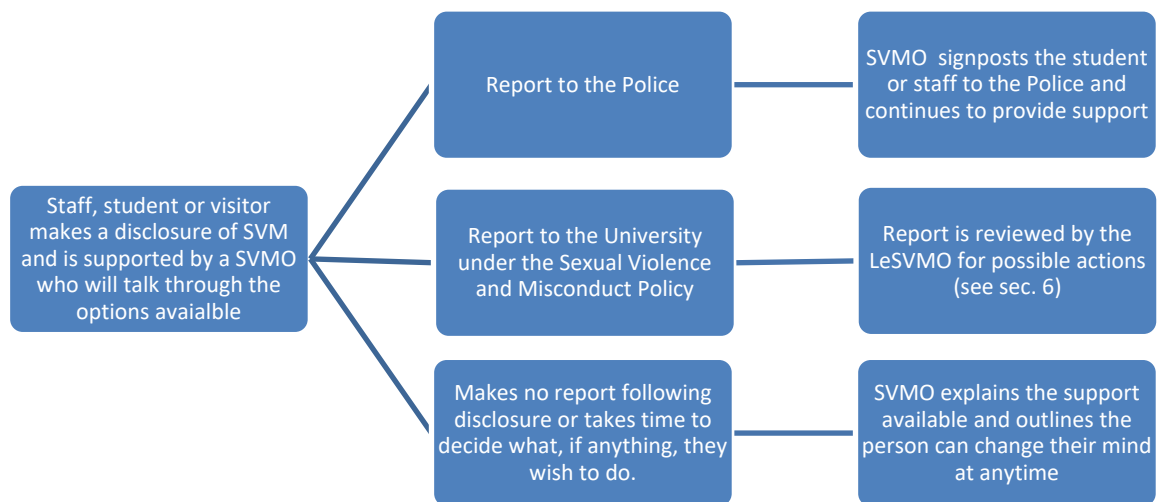 Staff, student or visitor
makes a disclosure of SVM
and is supported by a SVMO
who will talk through the
options avaialble
Report to the Police
SVMO signposts the student
or staff to the Police and
continues to provide support
Report to the University
under the Sexual Violence
and Misconduct Policy
Report is reviewed by the
LeSVMO for possible actions
(see sec. 6)
Makes no report following
disclosure or takes time to
decide what, if anything, they
wish to do.
SVMO explains the support
available and outlines the
person can change their mind
at anytime